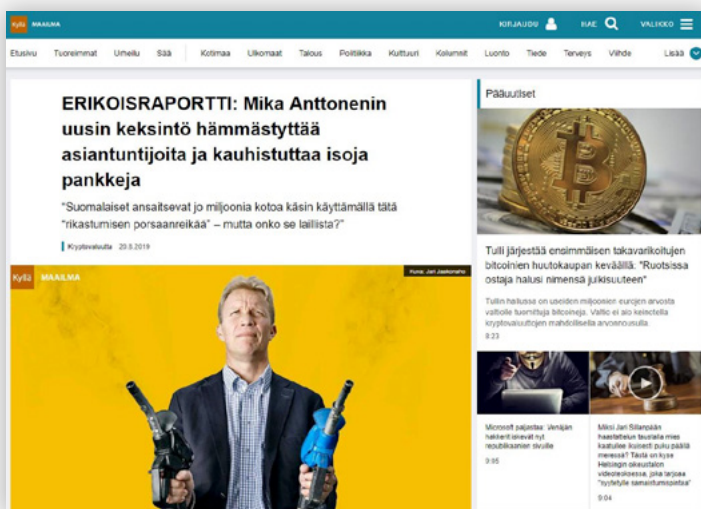 Kyllä MAAILMA
KIRJAUDU HAE VALIKKO
Etusivu Tuoreimmat Urheilu Sää Kotimaa Ulkomaat Talous Politiikka Kulttuuri Kolumnit Luonto Tiede Terveys Viihde Lisää
ERIKOISRAPORTTI: Mika Anttonenin
uusin keksintö hämmästyttää
asiantuntijoita ja kauhistuttaa isoja
pankkeja
"Suomalaiset ansaitsevat jo miljoonia kotoa käsin käyttämällä tätä
"rikastumisen porsaanreikää" – mutta onko se laillista?"
Kryptovaluutta 20.8.2019
Kyllä MAAILMA
Kuva: Jari
Pääuutiset
Tulli järjestää ensimmäisen takavarikoitujen
bitcoinien huutokaupan keväällä: "Ruotsissa
ostaja halusi nimensä julkisuuteen"
Tullin hallussa on useiden miljoonien eurojen arvosta
valtiolle tuomittuja bitcoineja. Valtio ei
kryptovaluuttojen mahdollisella arvonnousulla.
8:23
Microsoft paljastaa: Venäjän
hakkerit iskevät nyt
republikaanien sivuille
9:05
Miksi Jari Sillanpään
haastattelun taustalla mies
kaatuilee ikuisesti puku päällä
meressä? Tästä on kyse
Helsingin oikeustalon
videoteoksessa, joka tarjoaa
9:04